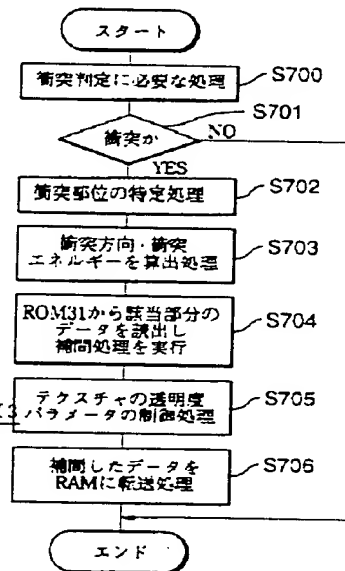 スタート
衝突判定に必要な処理
S700
衝突か
S701
NO
YES
衝突部位の特定処理
S702
衝突方向・衝突
エネルギーを算出処理
S703
ROM31から該当部分の
データを読出し
補間処理を実行
S704
テクスチャの透明度
パラメータの制御処理
S705
補間したデータを
RAMに転送処理
S706
エンド